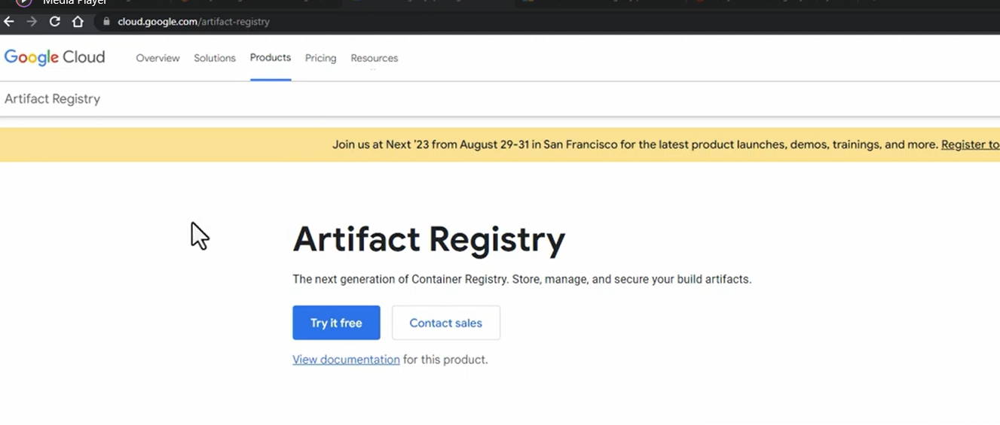 Media Player
cloud.google.com/artifact-registry
Google Cloud Overview Solutions Products Pricing Resources
Artifact Registry
Join us at Next '23 from August 29-31 in San Francisco for the latest product launches, demos, trainings, and more. Register to
Artifact Registry
The next generation of Container Registry. Store, manage, and secure your build artifacts.
Try it free Contact sales
View documentation for this product.